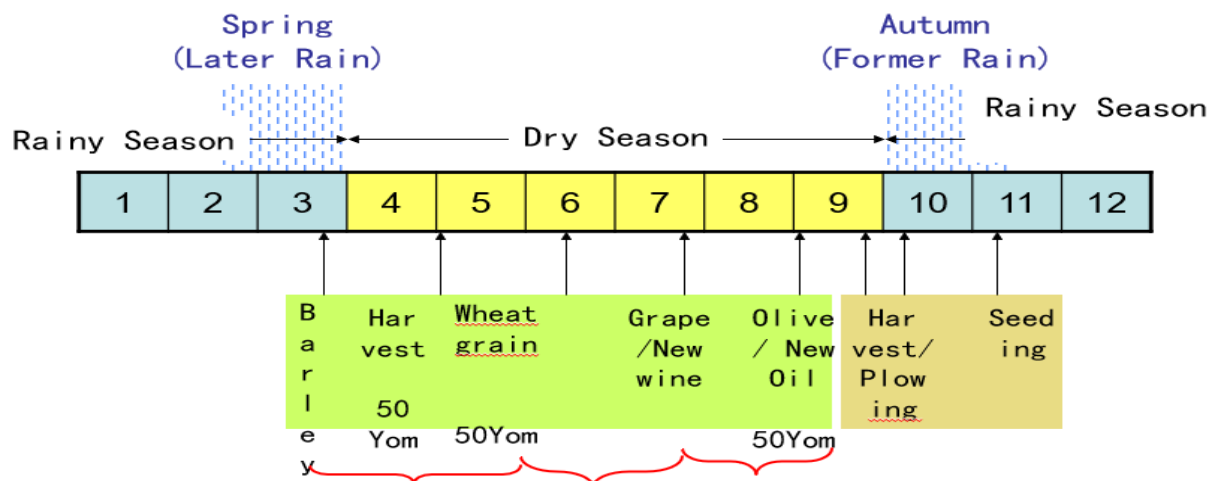 Spring
(Later Rain)
Autumn
(Former Rain)
Rainy Season
Dry Season
Rainy Season
1 2 3 4 5 6 7 8 9 10 11 12
Barley
Har
vest
50
Yom
Wheat
grain
50Yom
Grape
/New
wine
Olive
/ New
Oil
50Yom
Har
vest/
Plow
ing
Seed
ing